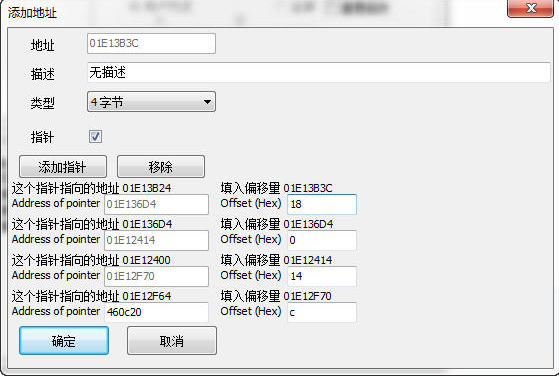 添加地址
地址 01E13B3C
描述 无描述
类型 4 字节
指针
添加指针 移除
这个指针指向的地址 01E13B24 填入偏移量 01E13B3C
Address of pointer 01E136D4 Offset (Hex) 18
这个指针指向的地址 01E136D4 填入偏移量 01E136D4
Address of pointer 01E12414 Offset (Hex) 0
这个指针指向的地址 01E12400 填入偏移量 01E12414
Address of pointer 01E12F70 Offset (Hex) 14
这个指针指向的地址 01E12F64 填入偏移量 01E12F70
Address of pointer 460c20 Offset (Hex) c
确定 取消